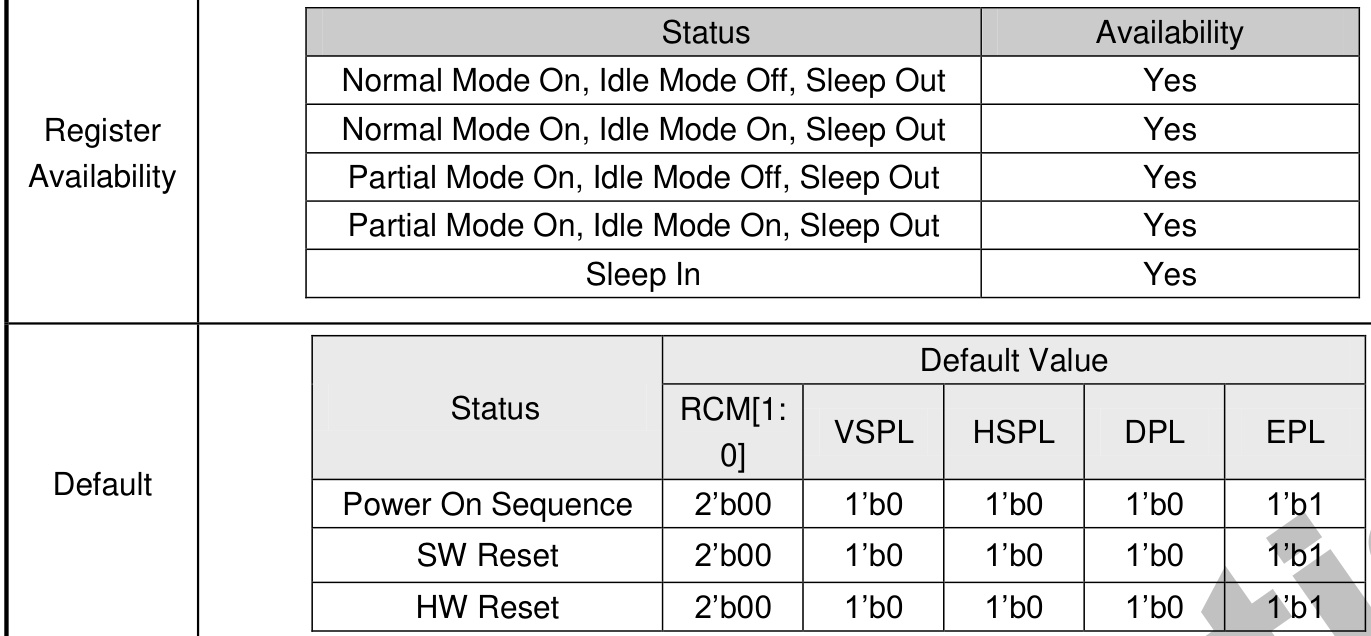 Register
Availability
Status Availability
Normal Mode On, Idle Mode Off, Sleep Out Yes
Normal Mode On, Idle Mode On, Sleep Out Yes
Partial Mode On, Idle Mode Off, Sleep Out Yes
Partial Mode On, Idle Mode On, Sleep Out Yes
Sleep In Yes
Default
Status
Default Value
RCM[1:
0]
VSPL HSPL DPL EPL
Power On Sequence 2’b00 1’b0 1’b0 1’b0 1’b1
SW Reset 2’b00 1’b0 1’b0 1’b0 1’b1
HW Reset 2’b00 1’b0 1’b0 1’b0 1’b1